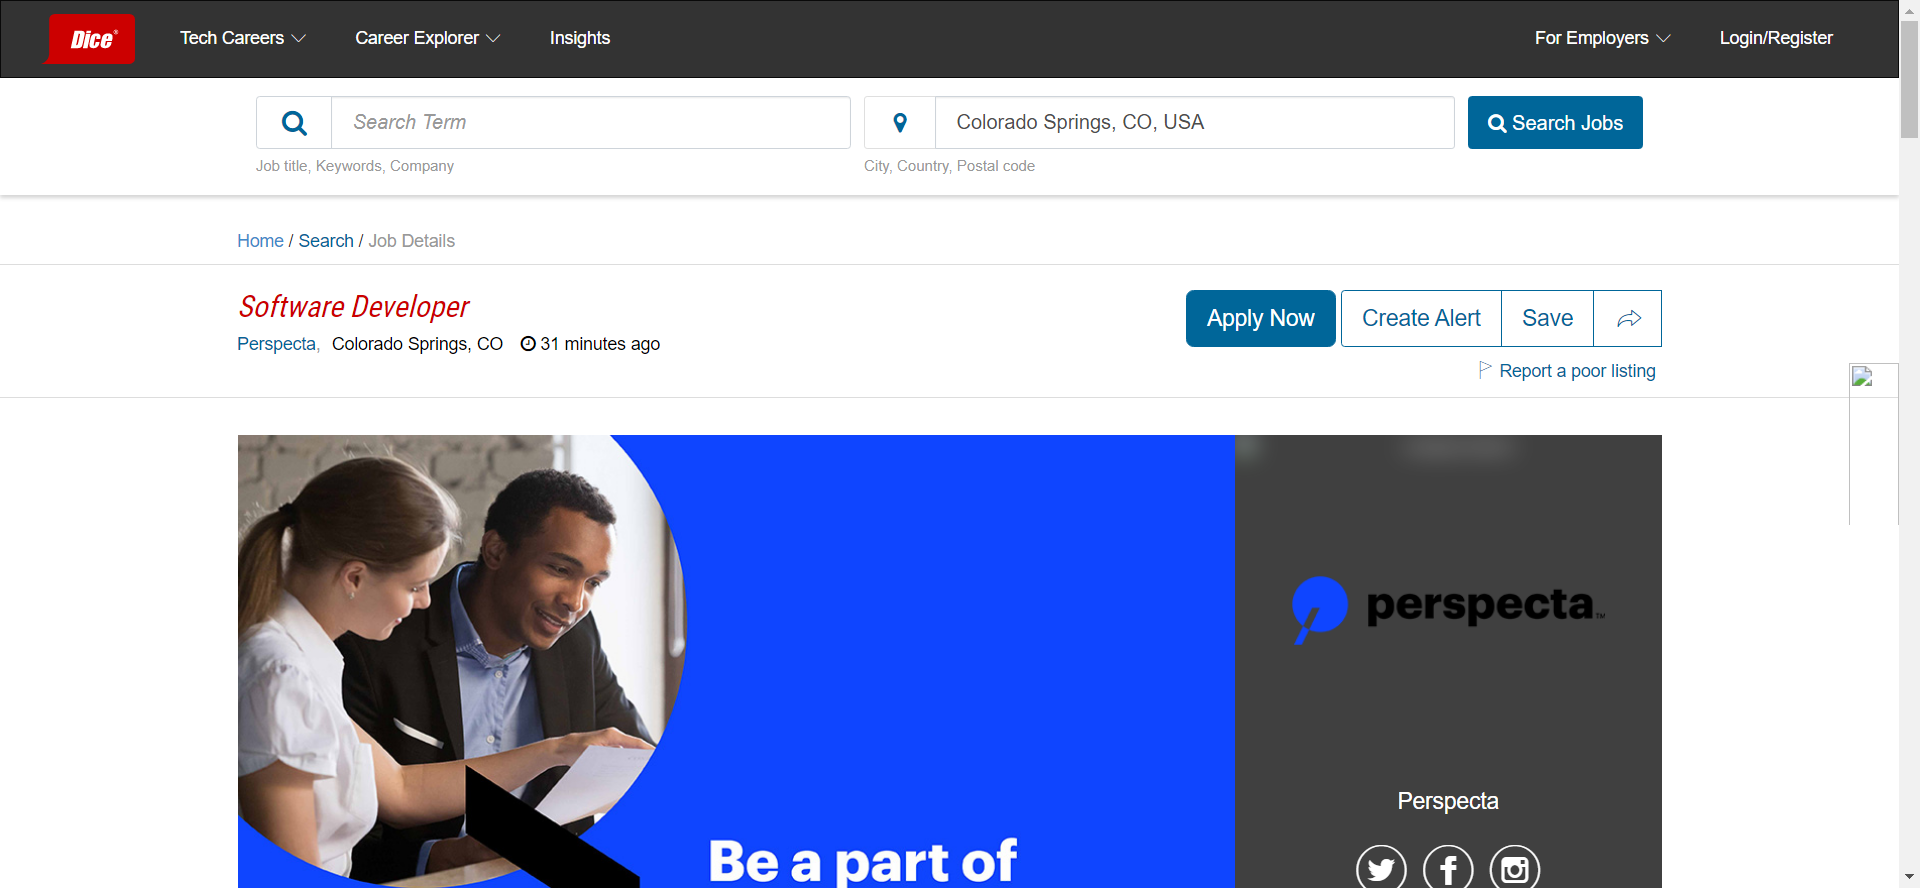 Dice®
Tech Careers
Career Explorer
Insights
For Employers
Login/Register
Search Term
Colorado Springs, CO, USA
Search Jobs
Job title, Keywords, Company
City, Country, Postal code
Home / Search / Job Details
Software Developer
Perspecta, Colorado Springs, CO 31 minutes ago
Apply Now
Create Alert
Save
Report a poor listing
perspecta™
Perspecta
Be a part of